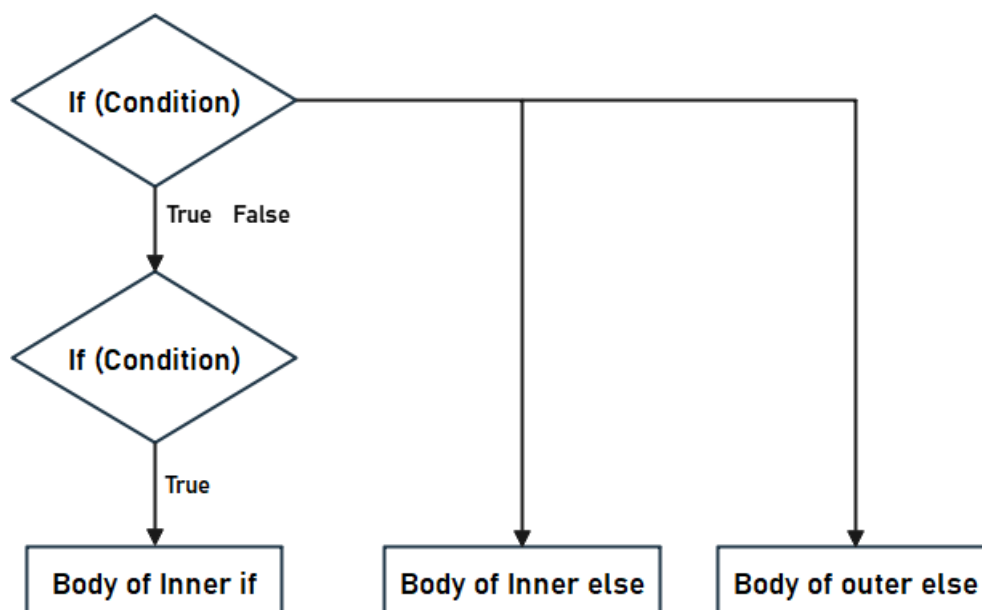 If (Condition)
True False
If (Condition)
True
Body of Inner if
Body of Inner else
Body of outer else